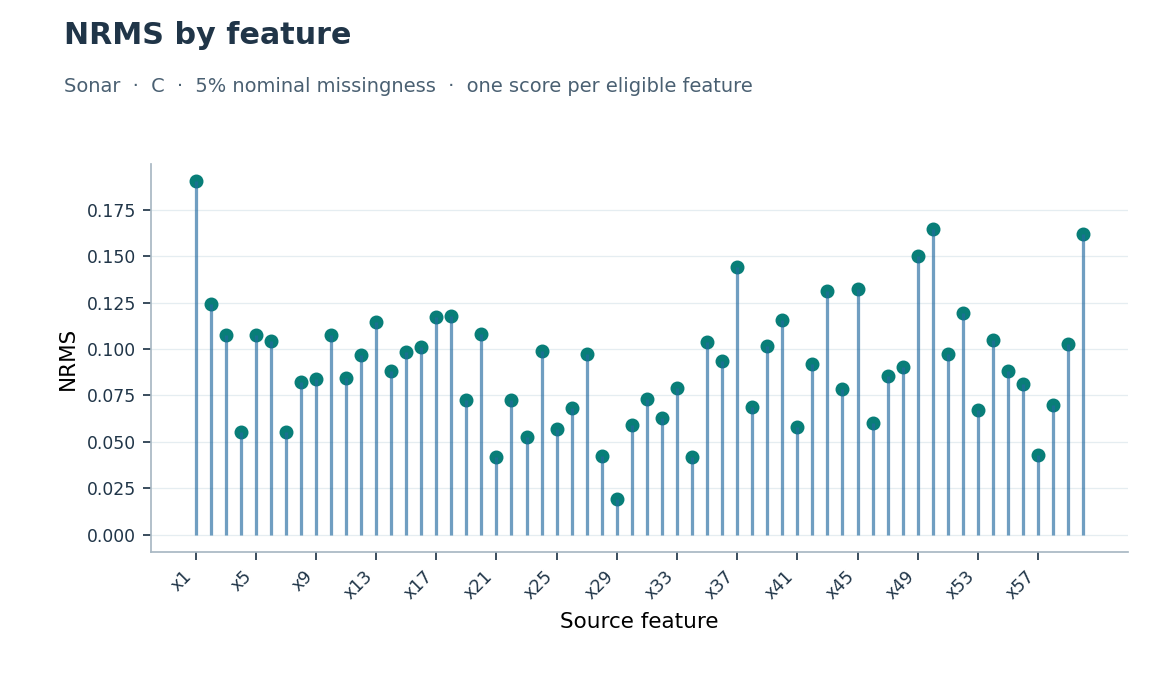 NRMS by feature
Sonar · C · 5% nominal missingness · one score per eligible feature
NRMS
0.175
0.150
0.125
0.100
0.075
0.050
0.025
0.000
x1 x5 x9 x13 x17 x21 x25 x29 x33 x37 x41 x45 x49 x53 x57
Source feature